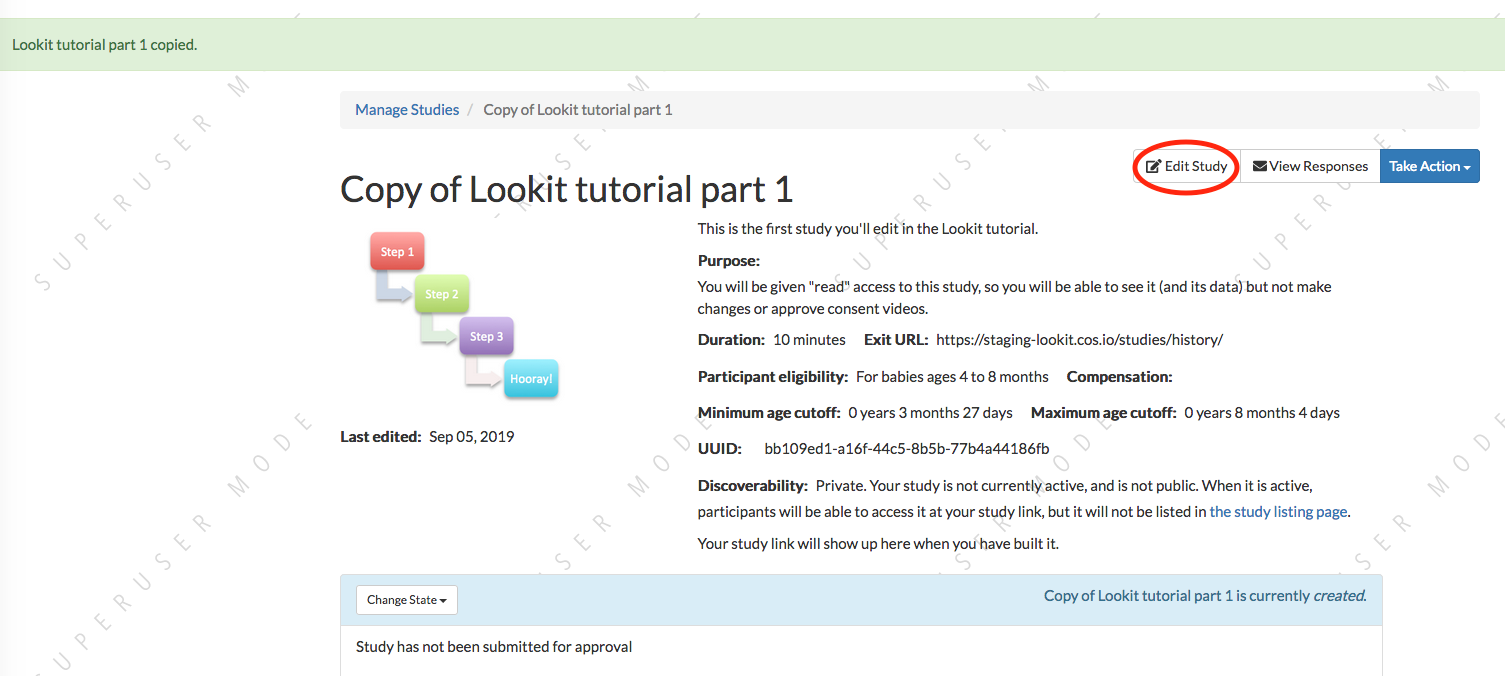 Lookit tutorial part 1 copied.
Manage Studies / Copy of Lookit tutorial part 1
Edit Study View Responses Take Action
Copy of Lookit tutorial part 1
Step 1
Step 2
Step 3
Hooray!
Last edited: Sep 05, 2019
This is the first study you'll edit in the Lookit tutorial.
Purpose:
You will be given "read" access to this study, so you will be able to see it (and its data) but not make
changes or approve consent videos.
Duration: 10 minutes Exit URL: https://staging-lookit.cos.io/studies/history/
Participant eligibility: For babies ages 4 to 8 months Compensation:
Minimum age cutoff: 0 years 3 months 27 days Maximum age cutoff: 0 years 8 months 4 days
UUID: bb109ed1-a16f-44c5-8b5b-77b4a44186fb
Discoverability: Private. Your study is not currently active, and is not public. When it is active,
participants will be able to access it at your study link, but it will not be listed in the study listing page.
Your study link will show up here when you have built it.
Change State
Copy of Lookit tutorial part 1 is currently created.
Study has not been submitted for approval
SUPERUSER MODE